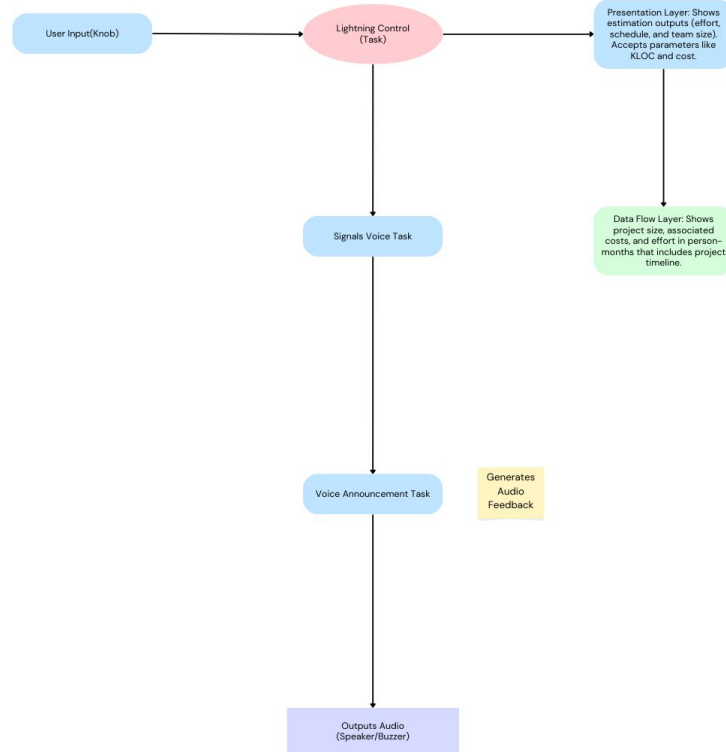 User Input(Knob)
Lightning Control
(Task)
Presentation Layer: Shows
estimation outputs (effort,
schedule, and team size).
Accepts parameters like
KLOC and cost.
Signals Voice Task
Data Flow Layer: Shows
project size, associated
costs, and effort in person-
months that includes project
timeline.
Voice Announcement Task
Generates
Audio
Feedback
Outputs Audio
(Speaker/Buzzer)